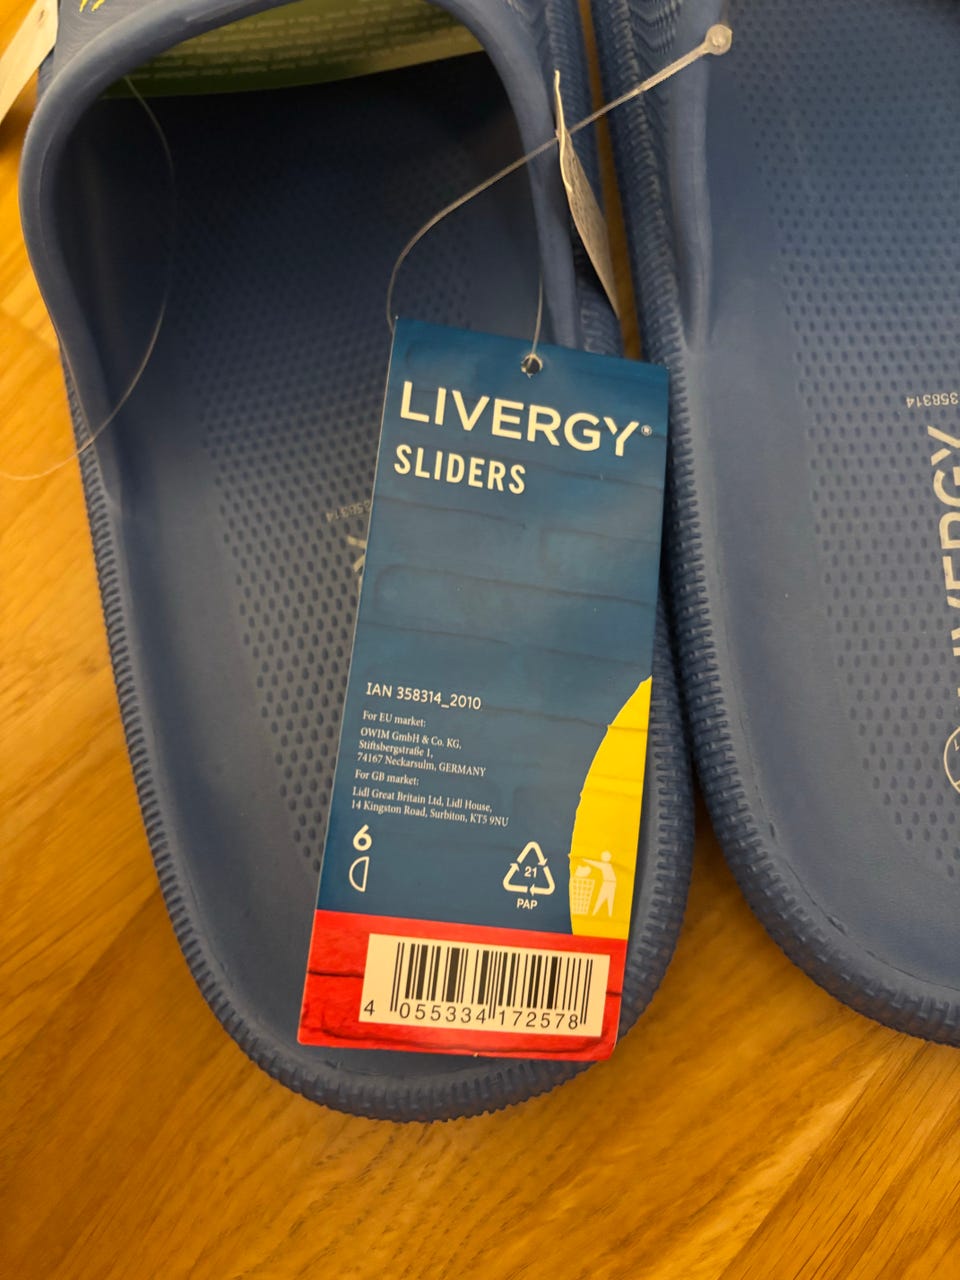 LIVERGY®
SLIDERS
IAN 358314_2010
For EU market:
OWIM GmbH & Co. KG,
Stiftsbergstraße 1,
74167 Neckarsulm, GERMANY
For GB market:
Lidl Great Britain Ltd, Lidl House,
14 Kingston Road, Surbiton, KT5 9NU
6
21
PAP
4 055334 172578
358314
358314
LIVERGY